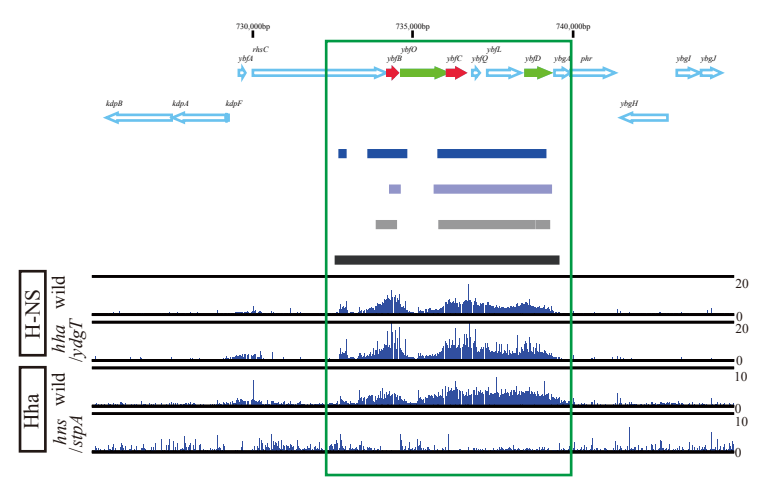 730,000bp 735,000bp 740,000bp
rhsC ybfO ybfL
ybfA ybfB ybfC ybfQ ybfD ybgA phr ybgI ybgJ
kdpB kdpA kdpF ybgH
H-NS
wild
20
0
hha
/ydgT
20
0
Hha
wild
10
0
hns
/stpA
10
0